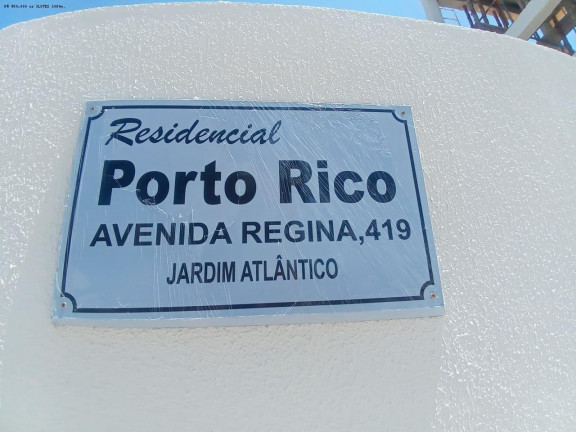 Residencial
Porto Rico
AVENIDA REGINA,419
JARDIM ATLÂNTICO